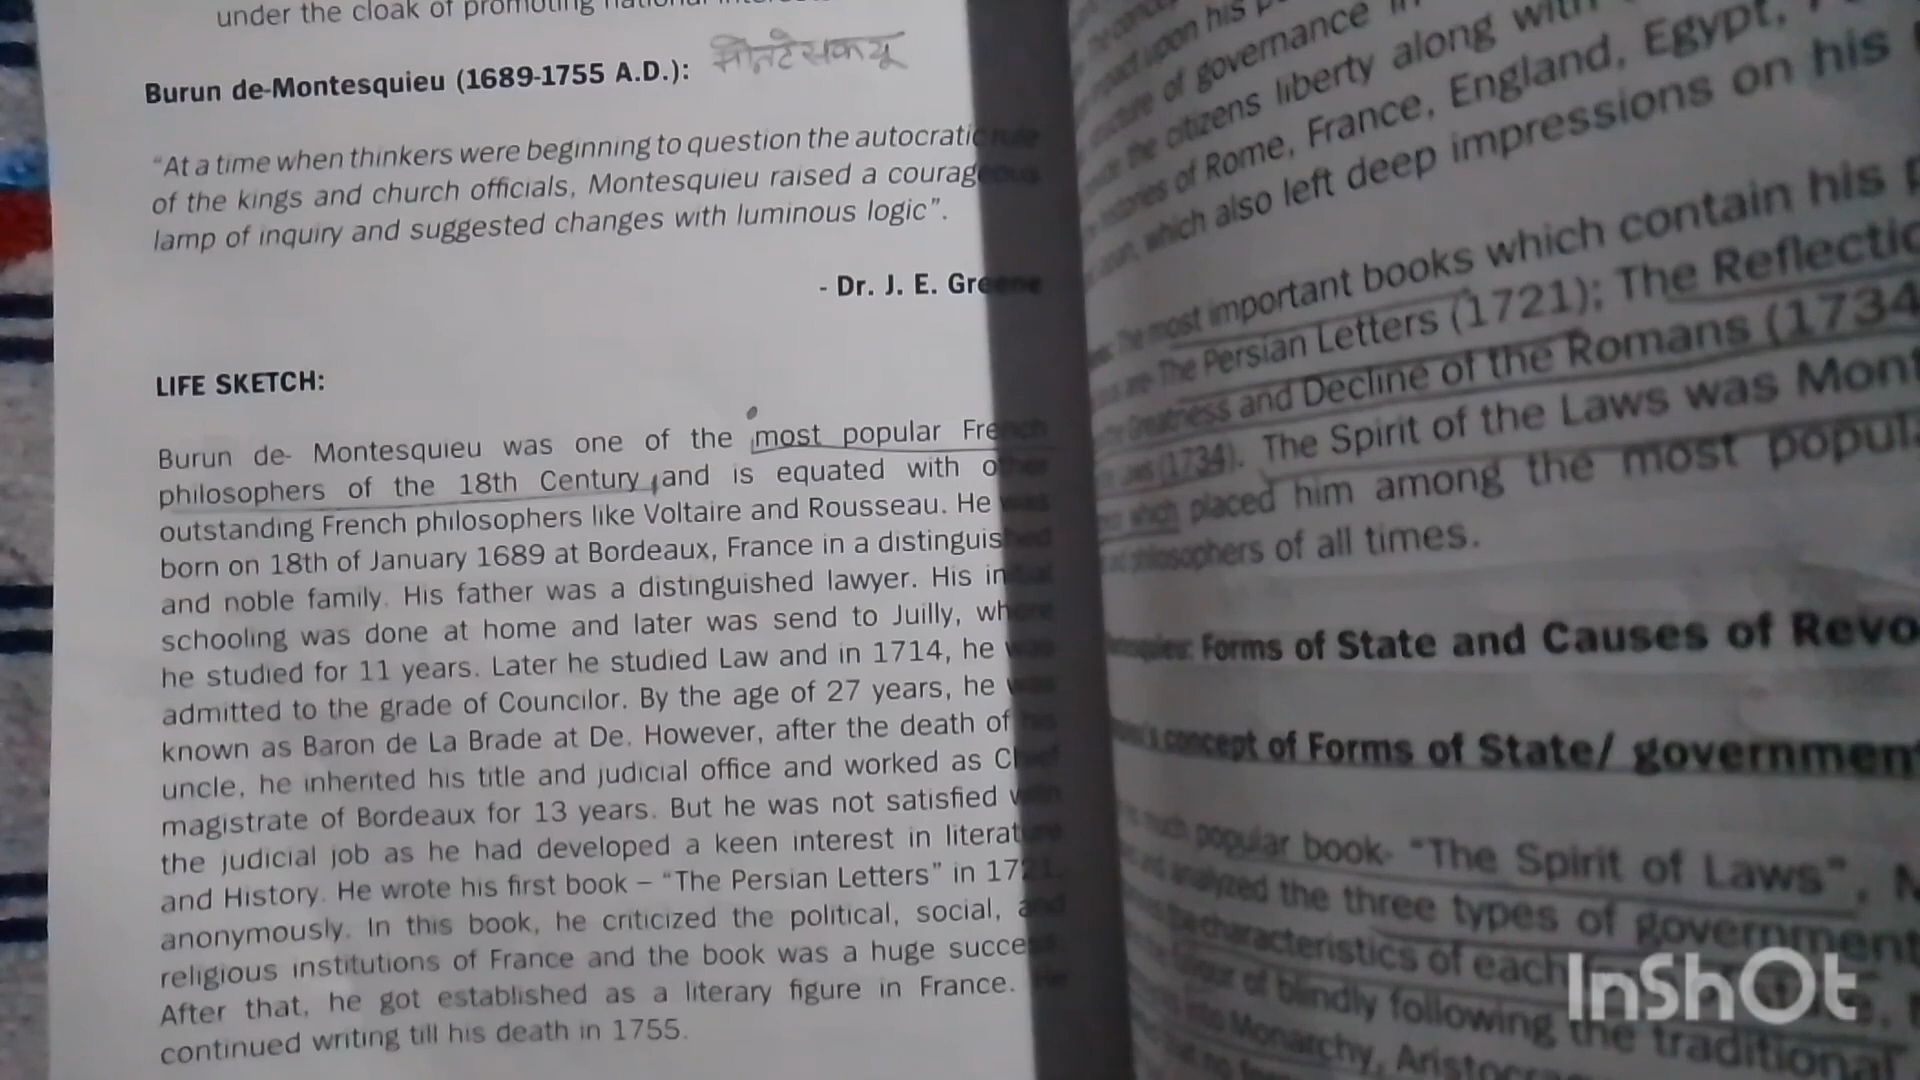 under the cloak of promoting national
Burun de-Montesquieu (1689-1755 A.D.): मोनटेसक्यू
“At a time when thinkers were beginning to question the autocratic rule
of the kings and church officials, Montesquieu raised a courageous
lamp of inquiry and suggested changes with luminous logic”.
- Dr. J. E. Greene
LIFE SKETCH:
Burun de- Montesquieu was one of the most popular French
philosophers of the 18th Century and is equated with other
outstanding French philosophers like Voltaire and Rousseau. He was
born on 18th of January 1689 at Bordeaux, France in a distinguished
and noble family. His father was a distinguished lawyer. His initial
schooling was done at home and later was send to Juilly, where
he studied for 11 years. Later he studied Law and in 1714, he was
admitted to the grade of Councilor. By the age of 27 years, he was
known as Baron de La Brade at De. However, after the death of his
uncle, he inherited his title and judicial office and worked as Chief
magistrate of Bordeaux for 13 years. But he was not satisfied with
the judicial job as he had developed a keen interest in literature
and History. He wrote his first book – “The Persian Letters” in 1721,
anonymously. In this book, he criticized the political, social, and
religious institutions of France and the book was a huge success
After that, he got established as a literary figure in France. He
continued writing till his death in 1755.
upon his
of governance
the citizens liberty along with
of Rome, France, England, Egypt,
which also left deep impressions on his
The most important books which contain his
are- The Persian Letters (1721); The
Greatness and Decline of the Romans (1734
Laws (1734). The Spirit of the Laws was
which placed him among the most
philosophers of all times.
Forms of State and Causes of
concept of Forms of State/ government
much popular book- “The Spirit of Laws”,
analyzed the three types of government
the characteristics of each
favour of blindly following the traditional
into Monarchy,
InShOt